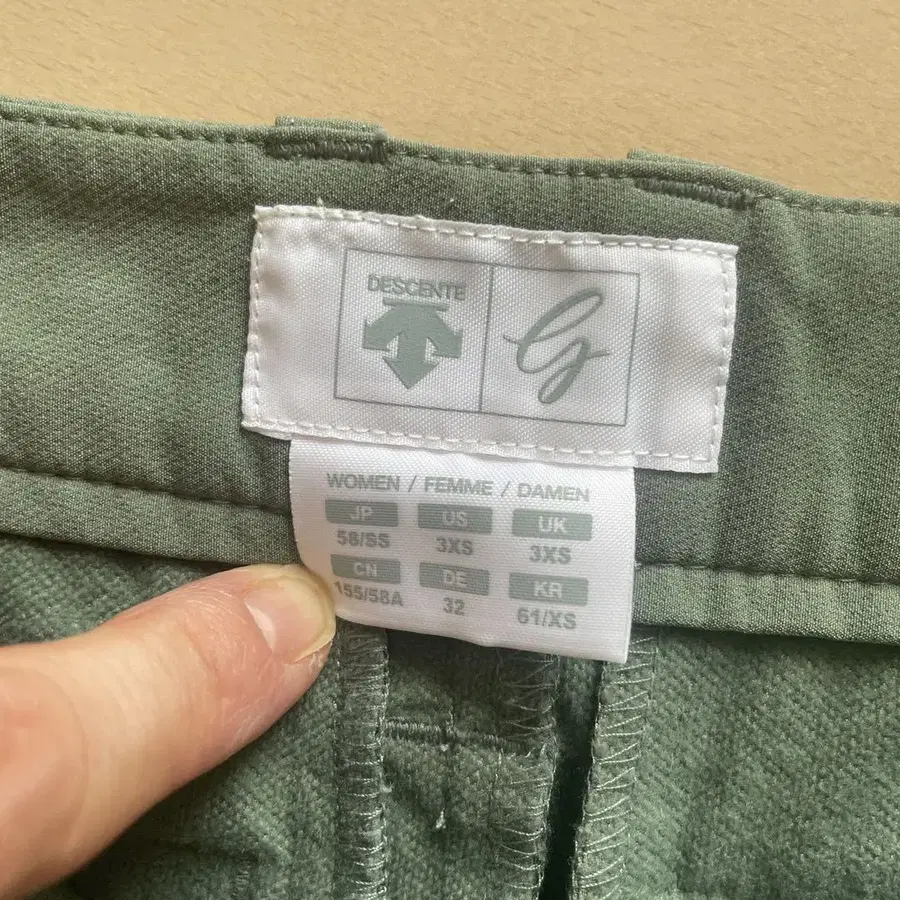 DESCENTE
WOMEN / FEMME / DAMEN
JP US UK
58/SS 3XS 3XS
CN DE KR
155/58A 32 61/XS